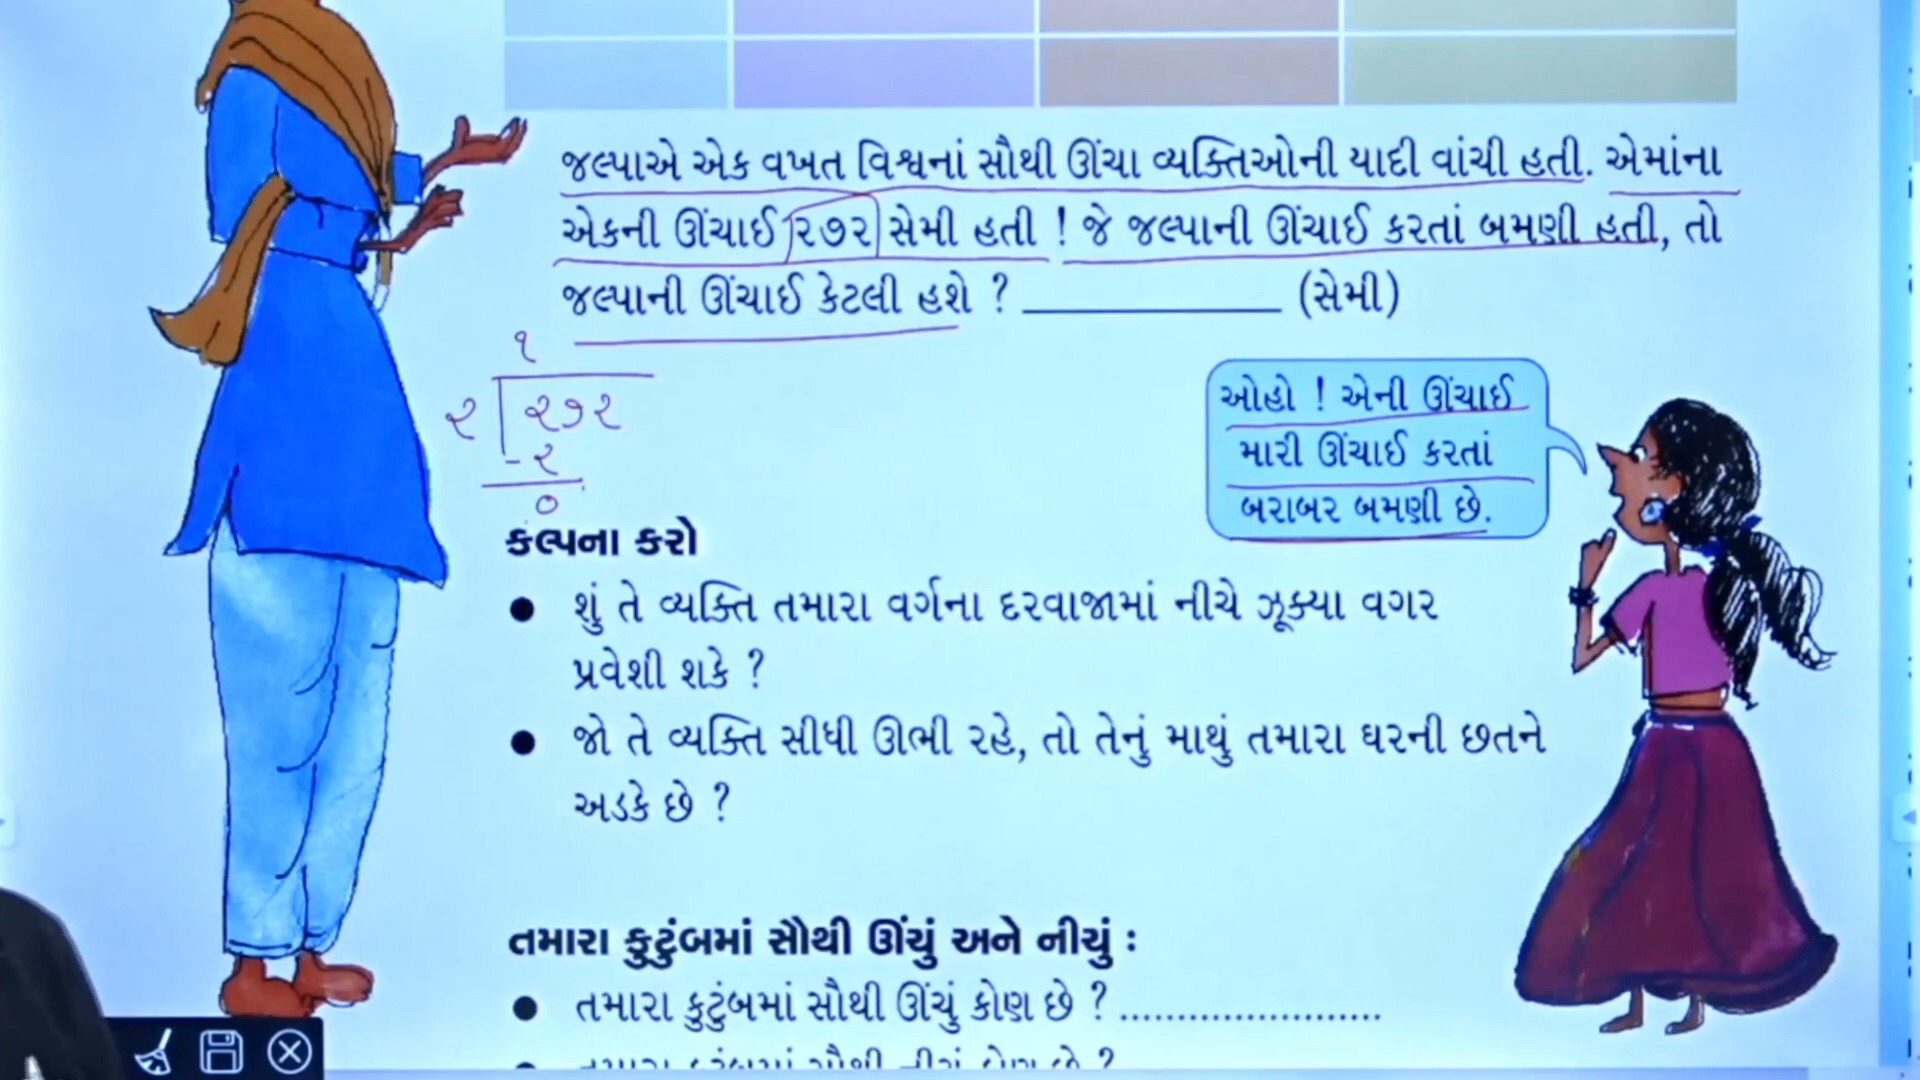 જલ્પાએ એક વખત વિશ્વનાં સૌથી ઊંચા વ્યક્તિઓની યાદી વાંચી હતી. એમાંના
એકની ઊંચાઈ ૨૭૨ સેમી હતી ! જે જલ્પાની ઊંચાઈ કરતાં બમણી હતી, તો
જલ્પાની ઊંચાઈ કેટલી હશે ? ____________ (સેમી)
૧
૨ ૨૭૨
-૨
૦
ઓહો ! એની ઊંચાઈ
મારી ઊંચાઈ કરતાં
બરાબર બમણી છે.
કલ્પના કરો
● શું તે વ્યક્તિ તમારા વર્ગના દરવાજામાં નીચે ઝૂક્યા વગર
પ્રવેશી શકે ?
● જો તે વ્યક્તિ સીધી ઊભી રહે, તો તેનું માથું તમારા ઘરની છતને
અડકે છે ?
તમારા કુટુંબમાં સૌથી ઊંચું અને નીચું :
● તમારા કુટુંબમાં સૌથી ઊંચું કોણ છે ? .......................